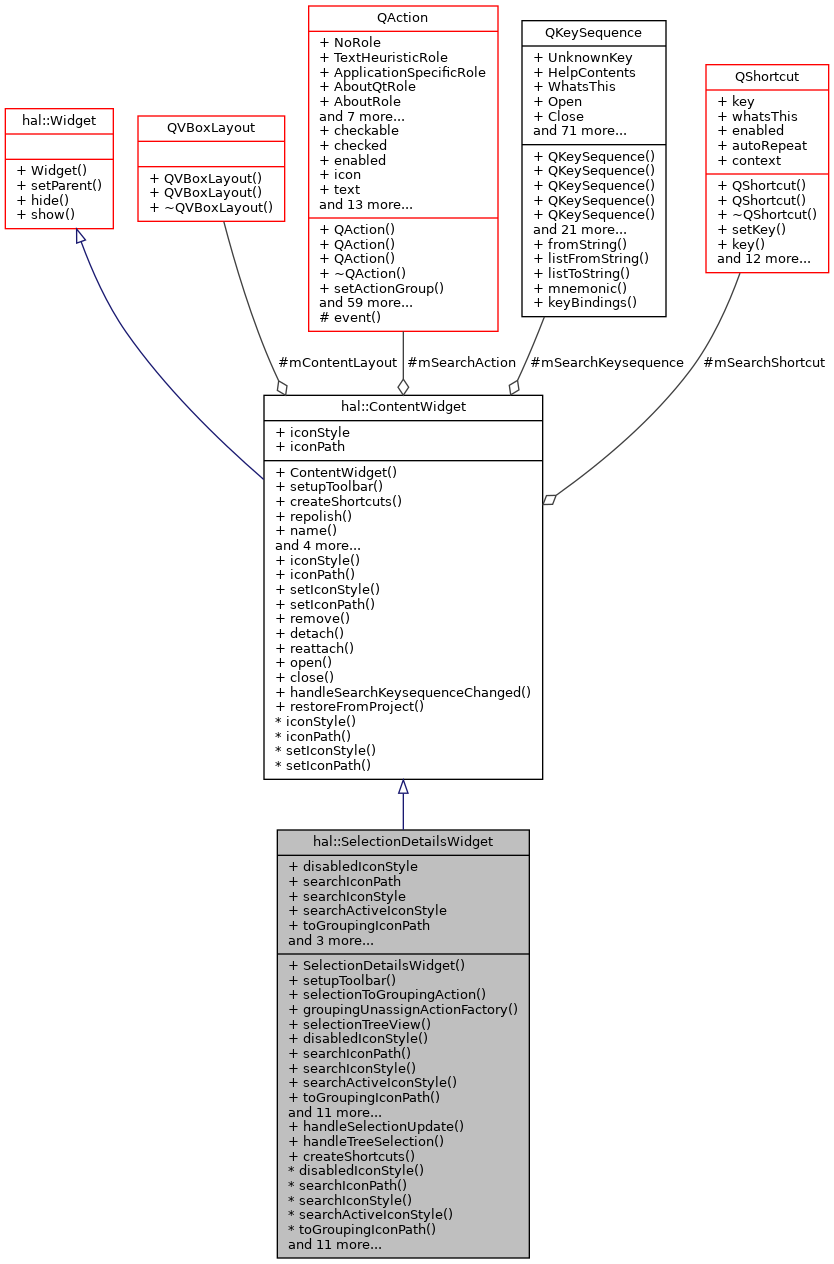 QAction
+ NoRole
+ TextHeuristicRole
+ ApplicationSpecificRole
+ AboutQtRole
+ AboutRole
and 7 more...
+ checkable
+ checked
+ enabled
+ icon
+ text
and 13 more...
+ QAction()
+ QAction()
+ QAction()
+ ~QAction()
+ setActionGroup()
and 59 more...
# event()
QKeySequence
+ UnknownKey
+ HelpContents
+ WhatsThis
+ Open
+ Close
and 71 more...
+ QKeySequence()
+ QKeySequence()
+ QKeySequence()
+ QKeySequence()
+ QKeySequence()
and 21 more...
+ fromString()
+ listFromString()
+ listToString()
+ mnemonic()
+ keyBindings()
QShortcut
+ key
+ whatsThis
+ enabled
+ autoRepeat
+ context
+ QShortcut()
+ QShortcut()
+ ~QShortcut()
+ setKey()
+ key()
and 12 more...
hal::Widget
+ Widget()
+ setParent()
+ hide()
+ show()
QVBoxLayout
+ QVBoxLayout()
+ QVBoxLayout()
+ ~QVBoxLayout()
#mContentLayout
#mSearchAction
#mSearchKeysequence
#mSearchShortcut
hal::ContentWidget
+ iconStyle
+ iconPath
+ ContentWidget()
+ setupToolbar()
+ createShortcuts()
+ repolish()
+ name()
and 4 more...
+ iconStyle()
+ iconPath()
+ setIconStyle()
+ setIconPath()
+ remove()
+ detach()
+ reattach()
+ open()
+ close()
+ handleSearchKeysequenceChanged()
+ restoreFromProject()
* iconStyle()
* iconPath()
* setIconStyle()
* setIconPath()
hal::SelectionDetailsWidget
+ disabledIconStyle
+ searchIconPath
+ searchIconStyle
+ searchActiveIconStyle
+ toGroupingIconPath
and 3 more...
+ SelectionDetailsWidget()
+ setupToolbar()
+ selectionToGroupingAction()
+ groupingUnassignActionFactory()
+ selectionTreeView()
+ disabledIconStyle()
+ searchIconPath()
+ searchIconStyle()
+ searchActiveIconStyle()
+ toGroupingIconPath()
and 11 more...
+ handleSelectionUpdate()
+ handleTreeSelection()
+ createShortcuts()
* disabledIconStyle()
* searchIconPath()
* searchIconStyle()
* searchActiveIconStyle()
* toGroupingIconPath()
and 11 more...